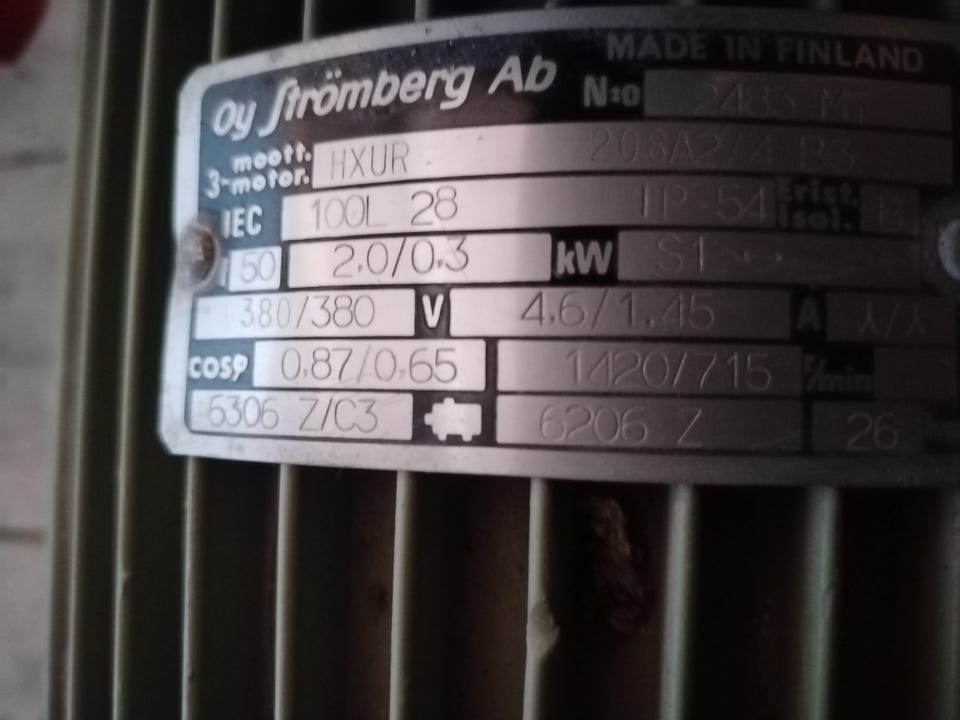 MADE IN FINLAND
Oy Strömberg Ab N:o 2483 MT
3~ moott. motor. HXUR 208A2/4 B3
IEC 100L 28 IP-54 Erist. Isol. B
50 2.0/0.3 kW S1
380/380 V 4.6/1.45 A
cosφ 0.87/0.65 1420/715 r/min
6306 Z/C3 6206 Z 26